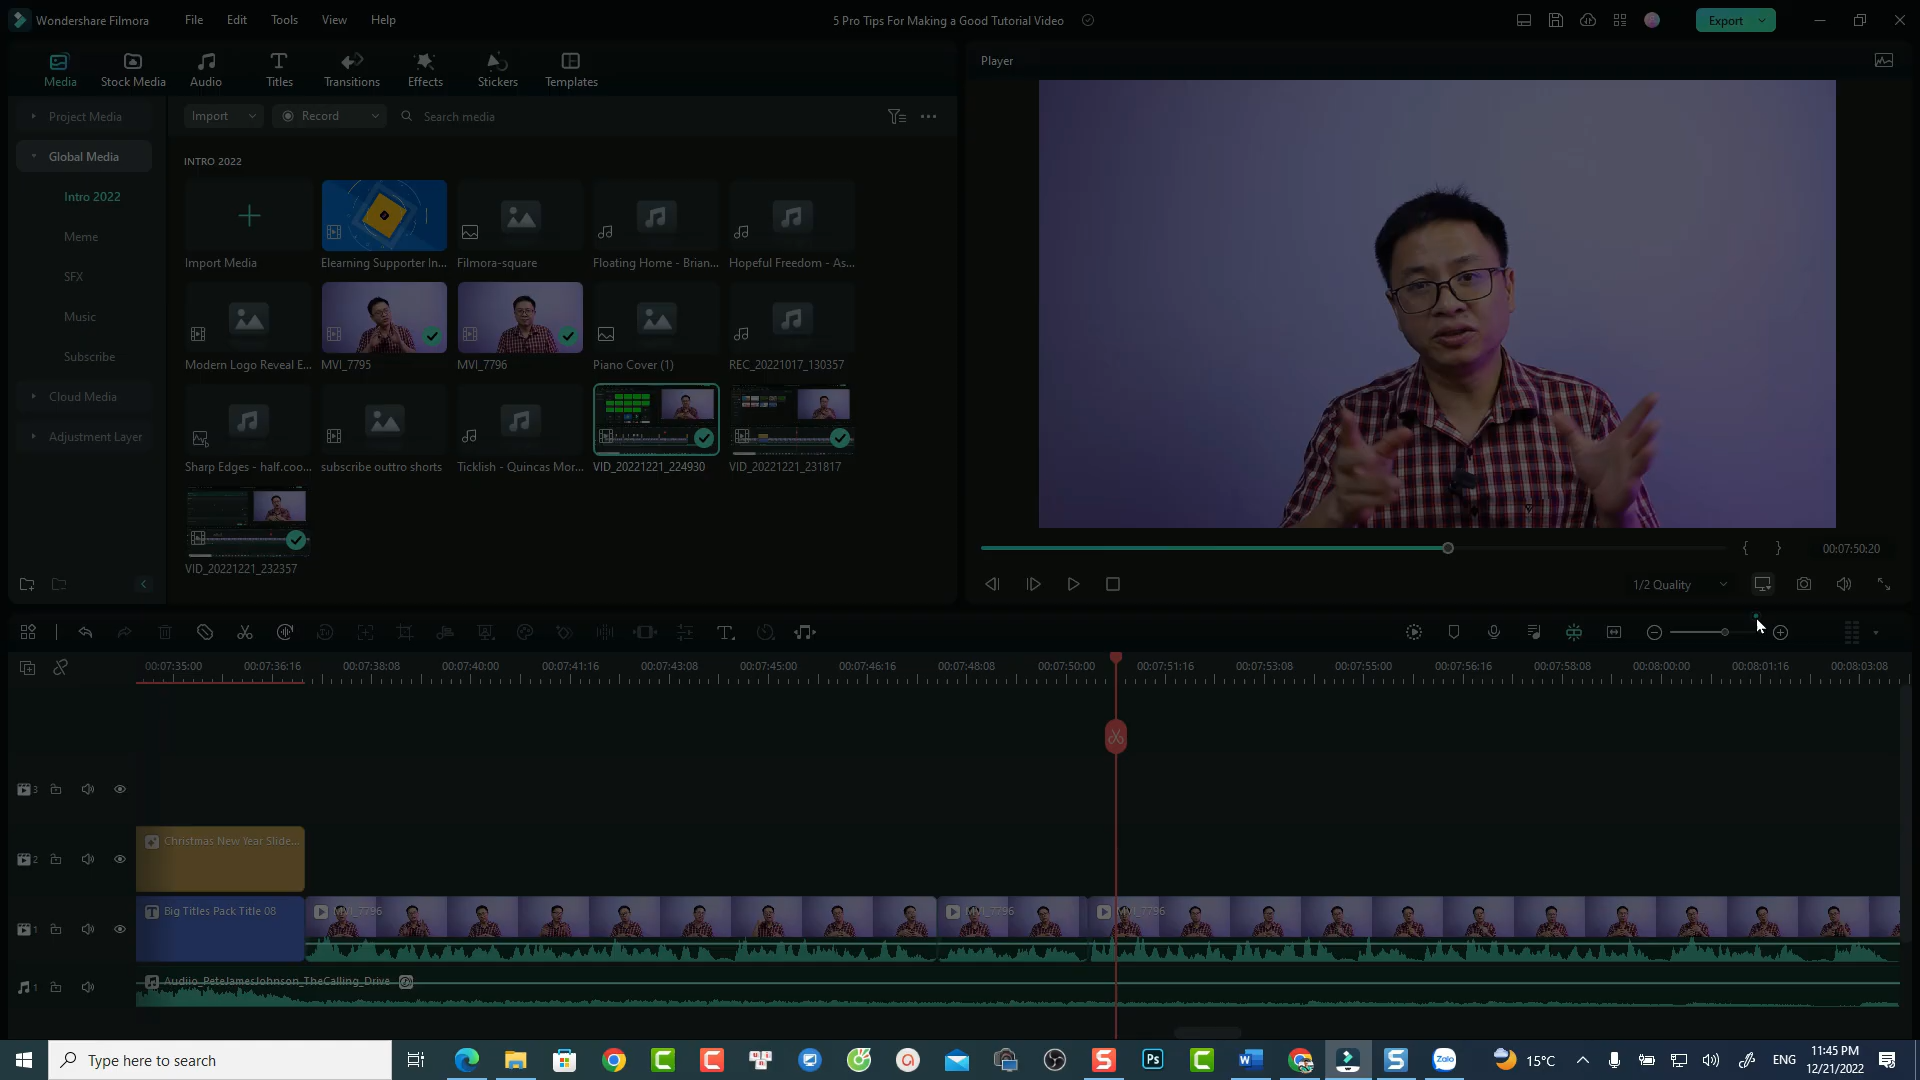 Wondershare Filmora
File
Edit
Tools
View
Help
5 Pro Tips For Making a Good Tutorial Video
Export
Media
Stock Media
Audio
Titles
Transitions
Effects
Stickers
Templates
Player
Project Media
Global Media
Intro 2022
Meme
SFX
Music
Subscribe
Cloud Media
Adjustment Layer
Import
Record
Search media
INTRO 2022
Import Media
Elearning Supporter In...
Filmora-square
Floating Home - Brian...
Hopeful Freedom - As...
Modern Logo Reveal E...
MVI_7795
MVI_7796
Piano Cover (1)
REC_20221017_130357
Sharp Edges - half.coo...
subscribe outtro shorts
Ticklish - Quincas Mor...
VID_20221221_224930
VID_20221221_231817
VID_20221221_232357
00:07:50:20
1/2 Quality
00:07:35:00
00:07:36:16
00:07:38:08
00:07:40:00
00:07:41:16
00:07:43:08
00:07:45:00
00:07:46:16
00:07:48:08
00:07:50:00
00:07:51:16
00:07:53:08
00:07:55:00
00:07:56:16
00:07:58:08
00:08:00:00
00:08:01:16
00:08:03:08
3
2
Christmas New Year Slide...
1
Big Titles Pack Title 08
MVI_7796
MVI_7796
MVI_7796
1
Audiio_PeteJamesJohnson_TheCalling_Drive
Type here to search
Ps
Zalo
15°C
ENG
11:45 PM
12/21/2022